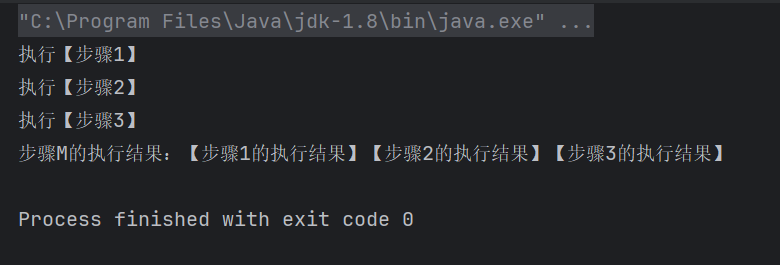 "C:\Program Files\Java\jdk-1.8\bin\java.exe" ...
执行【步骤1】
执行【步骤2】
执行【步骤3】
步骤M的执行结果：【步骤1的执行结果】【步骤2的执行结果】【步骤3的执行结果】
Process finished with exit code 0